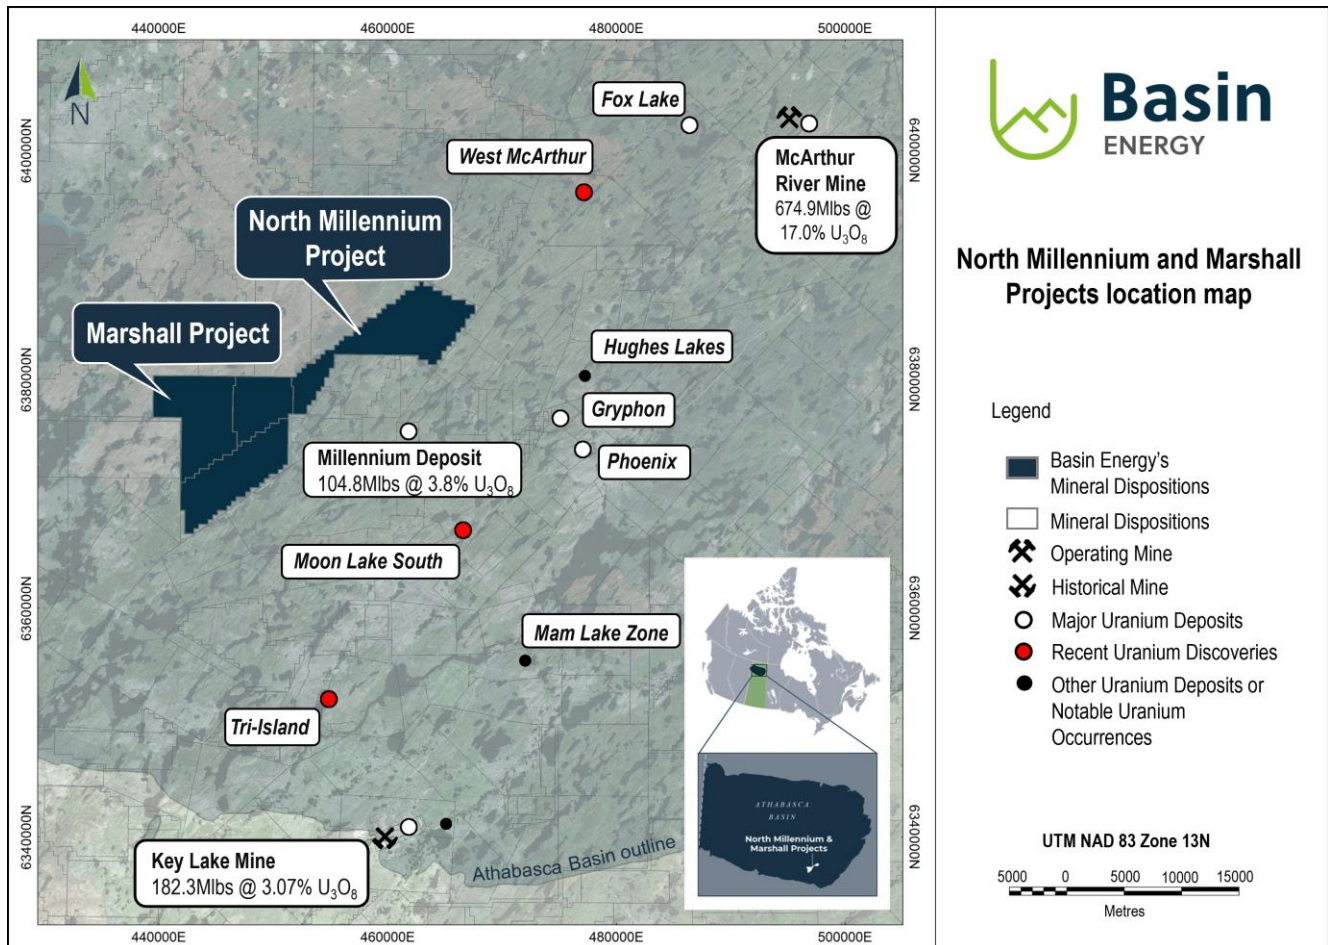 440000E
460000E
480000E
500000E
N
6400000N
6380000N
6360000N
6340000N
6400000N
6380000N
6360000N
6340000N
Fox Lake
West McArthur
McArthur
River Mine
674.9Mlbs @
17.0% U₃O₈
North Millennium
Project
Marshall Project
Hughes Lakes
Gryphon
Phoenix
Millennium Deposit
104.8Mlbs @ 3.8% U₃O₈
Moon Lake South
Mam Lake Zone
Tri-Island
Key Lake Mine
182.3Mlbs @ 3.07% U₃O₈
Athabasca Basin outline
ATHABASCA
BASIN
North Millennium &
Marshall Projects
440000E
460000E
480000E
500000E
Basin
ENERGY
North Millennium and Marshall
Projects location map
Legend
Basin Energy's
Mineral Dispositions
Mineral Dispositions
Operating Mine
Historical Mine
Major Uranium Deposits
Recent Uranium Discoveries
Other Uranium Deposits or
Notable Uranium
Occurrences
UTM NAD 83 Zone 13N
5000
0
5000
10000
15000
Metres